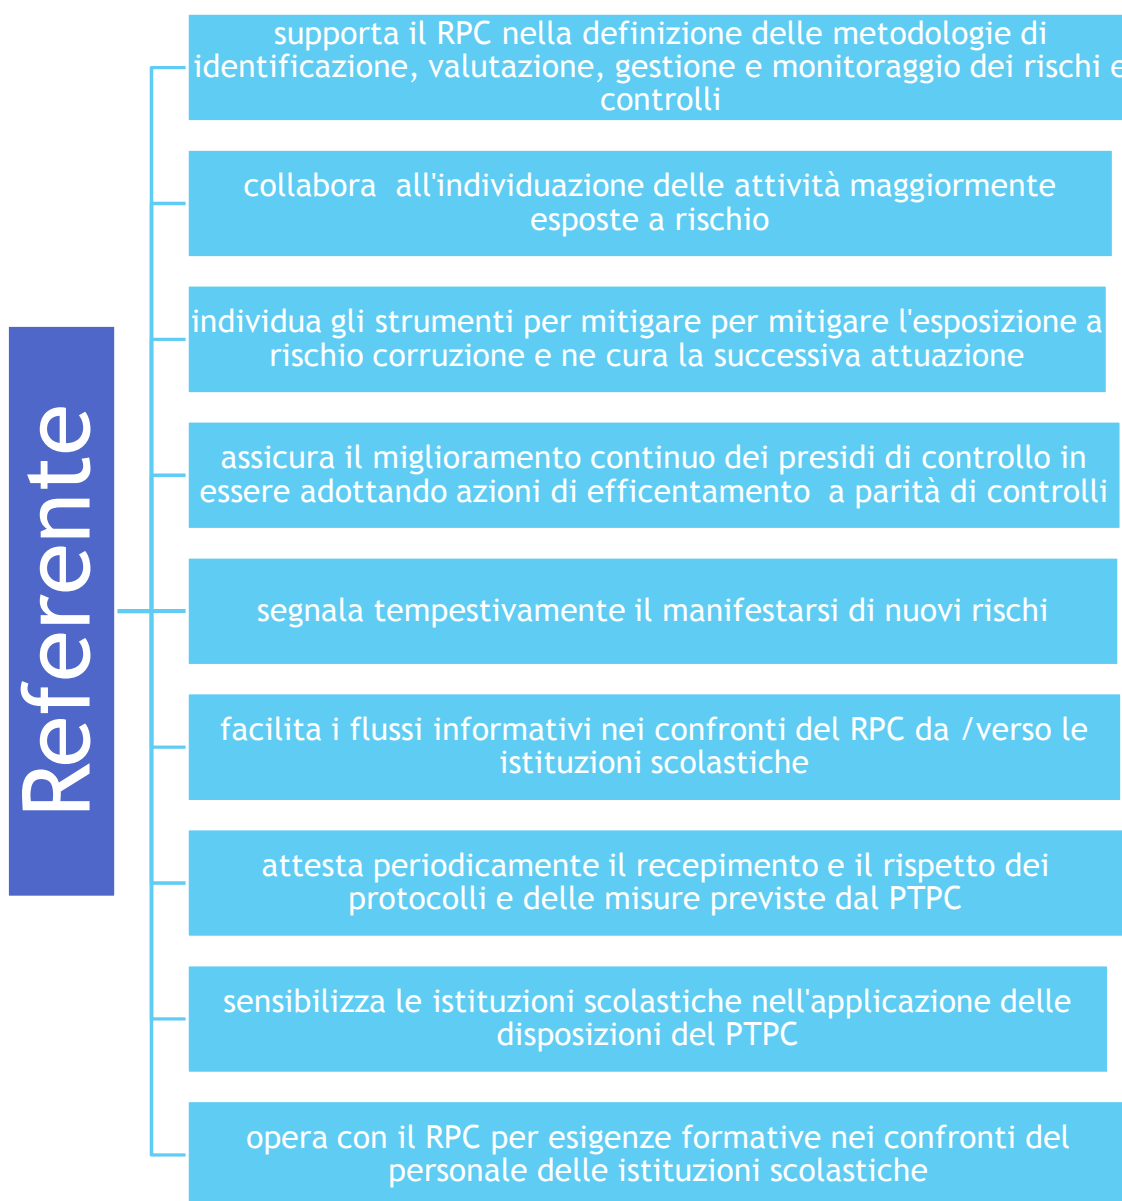 Referente
supporta il RPC nella definizione delle metodologie di
identificazione, valutazione, gestione e monitoraggio dei rischi e
controlli
collabora  all'individuazione delle attività maggiormente
esposte a rischio
individua gli strumenti per mitigare per mitigare l'esposizione a
rischio corruzione e ne cura la successiva attuazione
assicura il miglioramento continuo dei presidi di controllo in
essere adottando azioni di efficentamento  a parità di controlli
segnala tempestivamente il manifestarsi di nuovi rischi
facilita i flussi informativi nei confronti del RPC da /verso le
istituzioni scolastiche
attesta periodicamente il recepimento e il rispetto dei
protocolli e delle misure previste dal PTPC
sensibilizza le istituzioni scolastiche nell'applicazione delle
disposizioni del PTPC
opera con il RPC per esigenze formative nei confronti del
personale delle istituzioni scolastiche